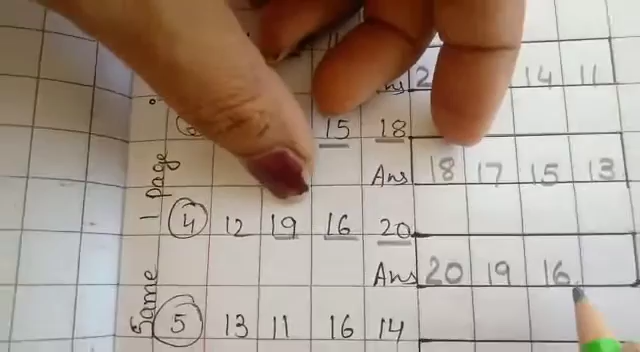 Ans 2 14 11
15 18
Ans 18 17 15 13
④ 12 19 16 20
Ans 20 19 16
⑤ 13 11 16 14
Same 1 page